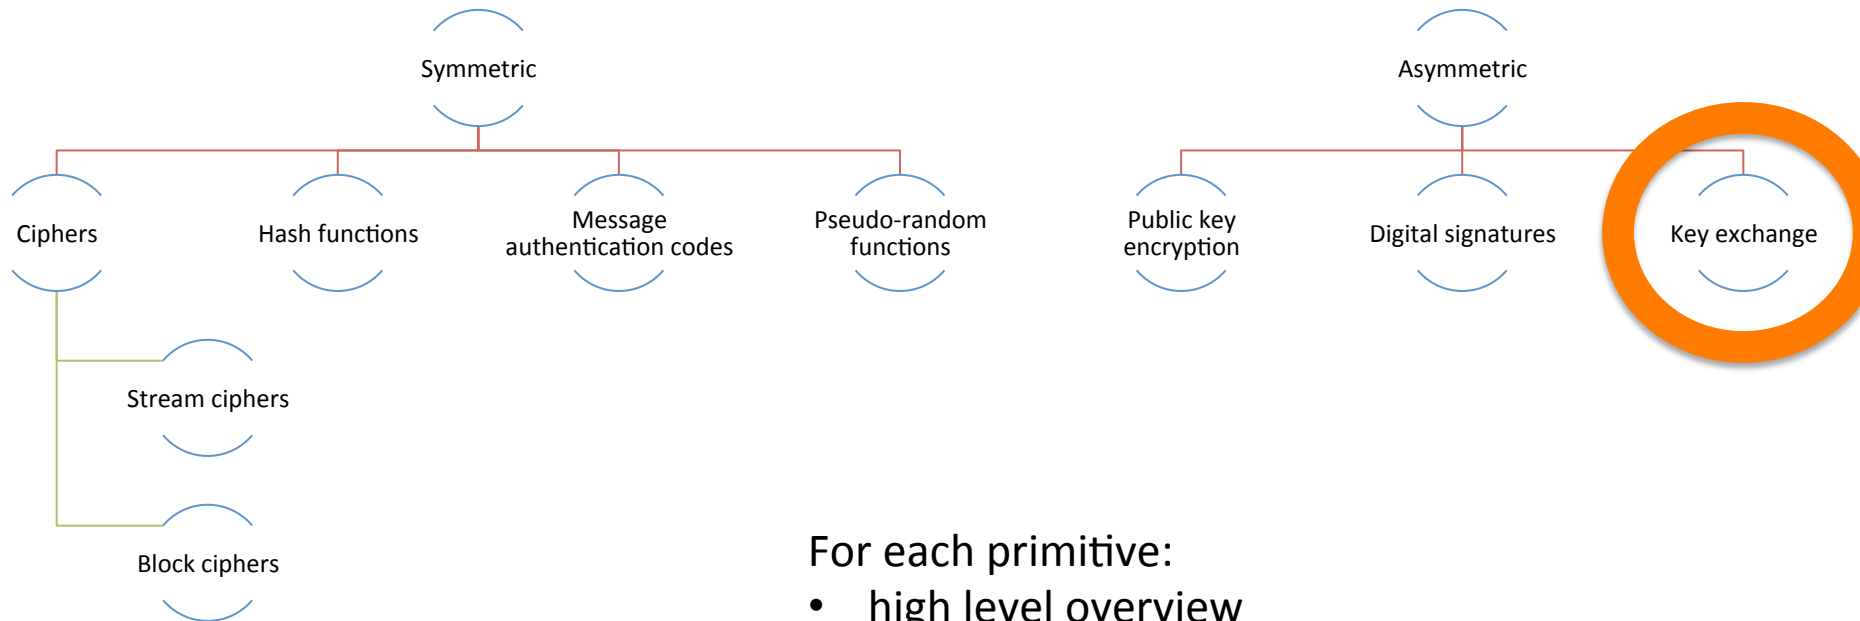 Symmetric
Asymmetric
Ciphers
Hash functions
Message
authentication codes
Pseudo-random
functions
Public key
encryption
Digital signatures
Key exchange
Stream ciphers
Block ciphers
For each primitive:
• high level overview